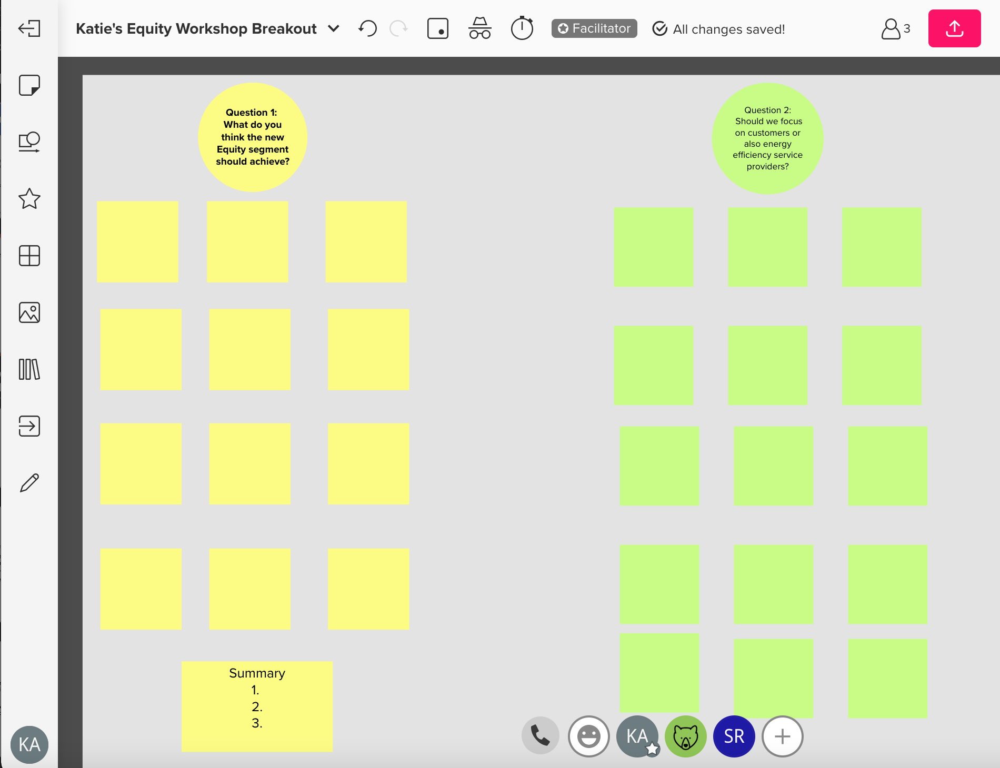 Katie's Equity Workshop Breakout
Facilitator
All changes saved!
3
Question 1:
What do you
think the new
Equity segment
should achieve?
Question 2:
Should we focus
on customers or
also energy
efficiency service
providers?
Summary
1.
2.
3.
KA
KA
SR